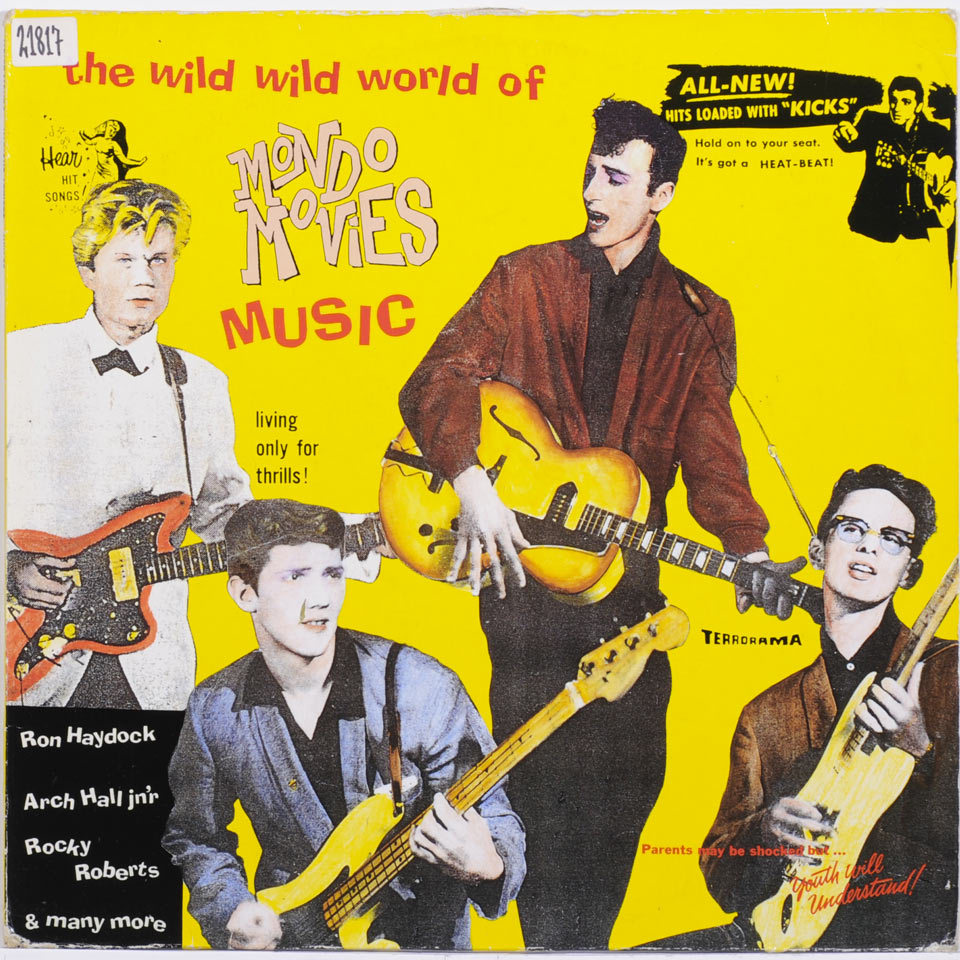 21817
the wild wild world of
MONDO
MOVIES
MUSIC
Hear
HIT
SONGS!
ALL-NEW!
HITS LOADED WITH "KICKS"
Hold on to your seat.
It's got a HEAT-BEAT!
living
only for
thrills!
TERRORAMA
Ron Haydock
Arch Hall jn'r
Rocky
Roberts
& many more
Parents may be shocked but...
Youth will
Understand!